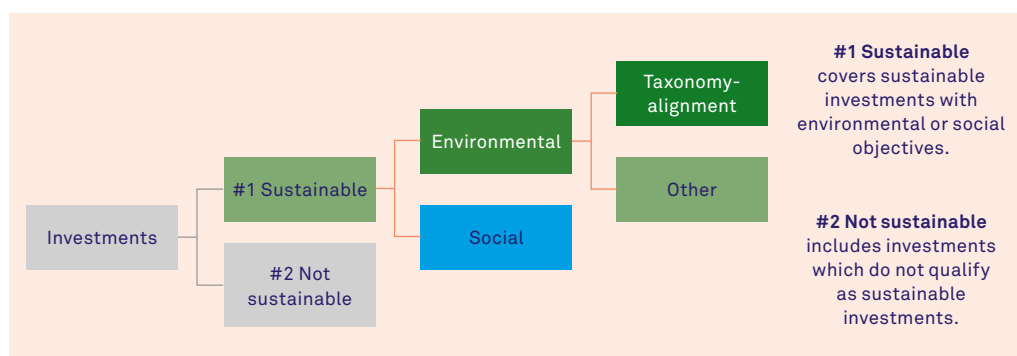 Investments
#1 Sustainable
#2 Not
sustainable
Environmental
Social
Taxonomy-
alignment
Other
#1 Sustainable
covers sustainable
investments with
environmental or social
objectives.
#2 Not sustainable
includes investments
which do not qualify
as sustainable
investments.